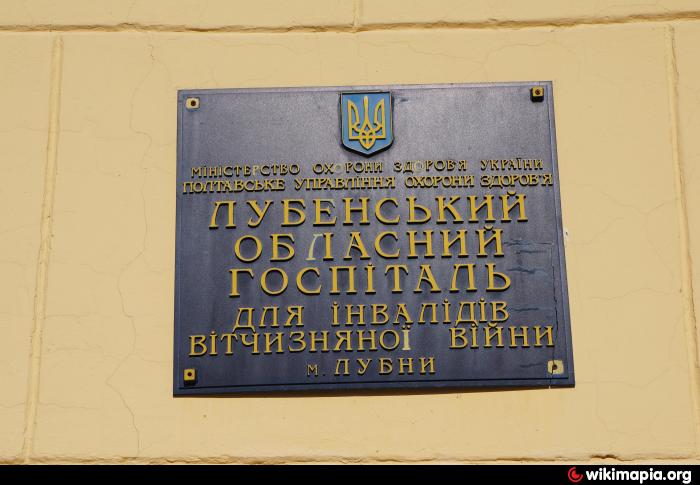 МІНІСТЕРСТВО ОХОРОНИ ЗДОРОВ'Я УКРАЇНИ
ПОЛТАВСЬКЕ УПРАВЛІННЯ ОХОРОНИ ЗДОРОВ'Я
ЛУБЕНСЬКИЙ
ОБЛАСНИЙ
ГОСПІТАЛЬ
ДЛЯ ІНВАЛІДІВ
ВІТЧИЗНЯНОЇ ВІЙНИ
М. ЛУБНИ
wikimapia.org